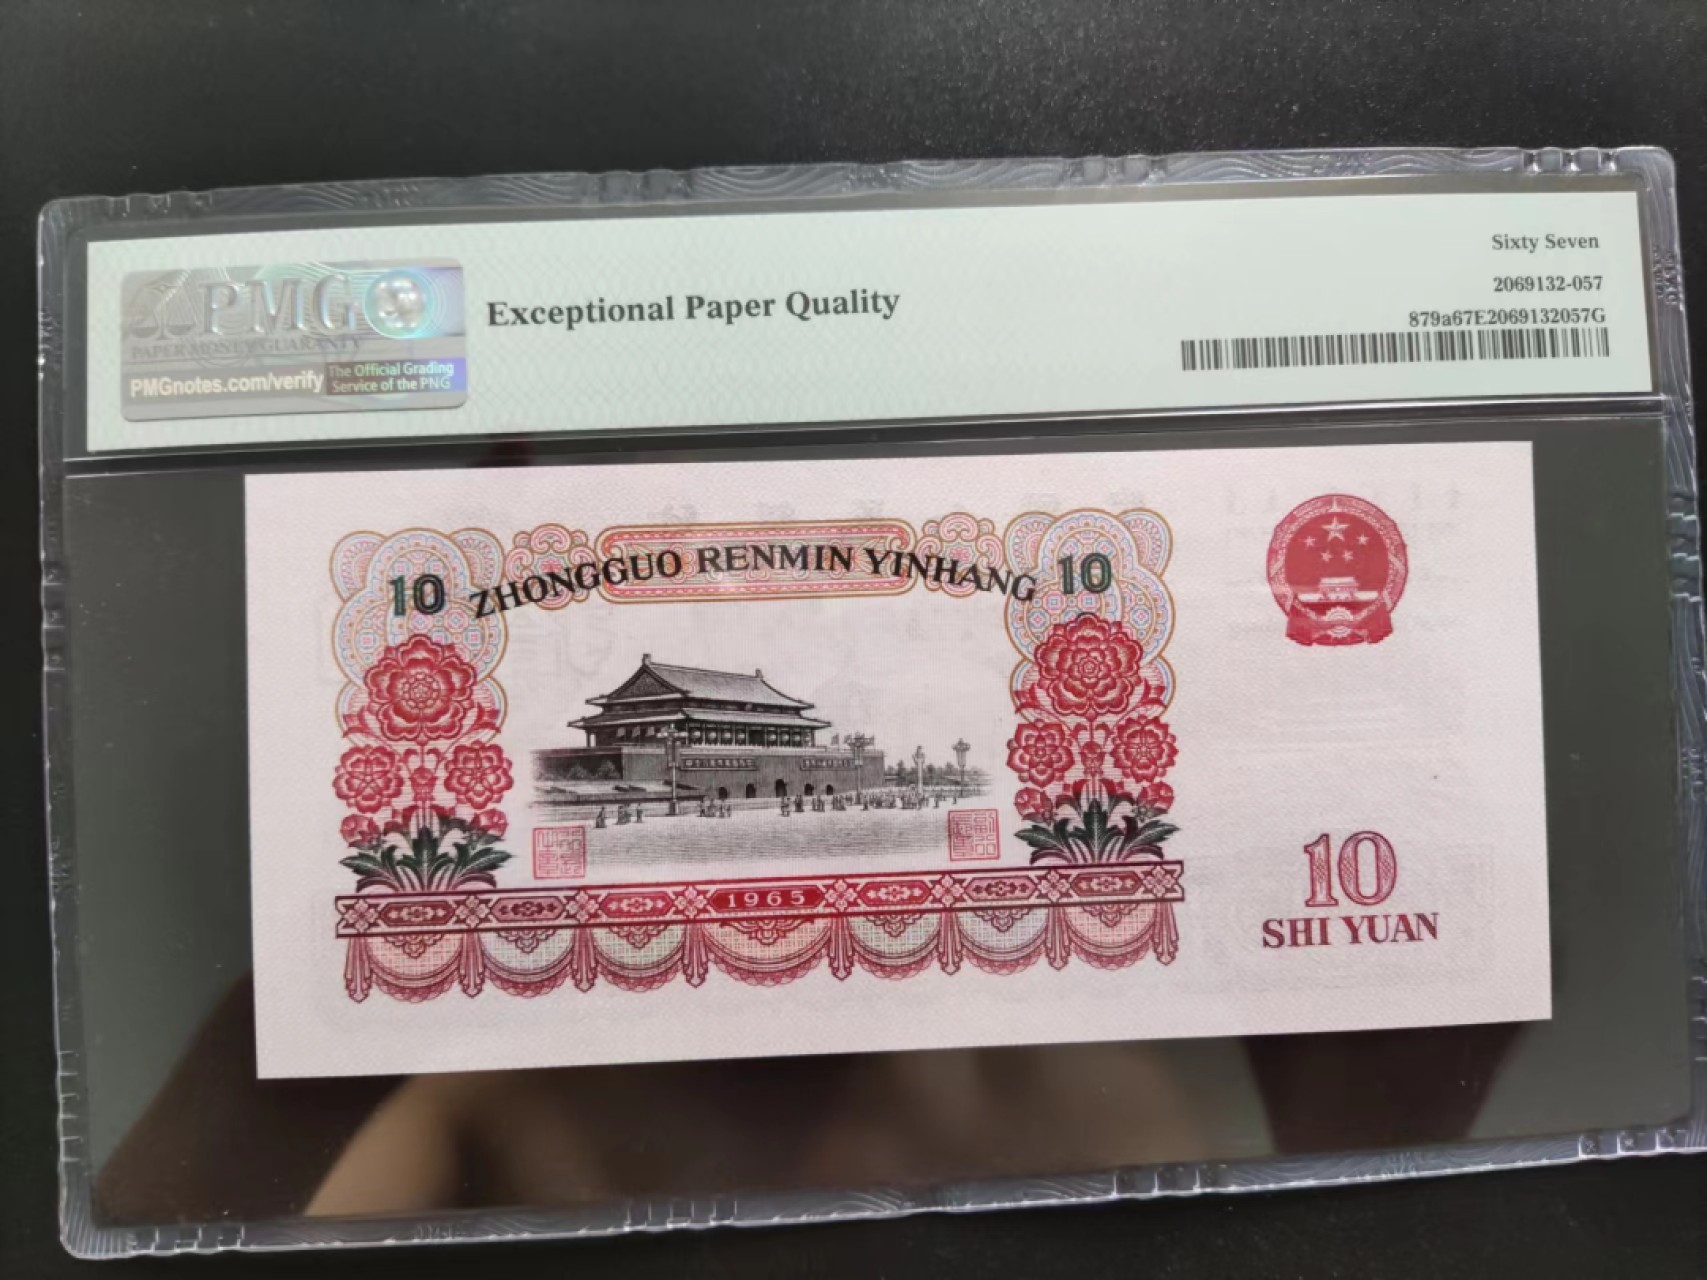 Sixty Seven
2069132-057
879a67E2069132057G
PMG
PAPER MONEY GUARANTY
PMGnotes.com/verify
The Official Grading
Service of the PNG
Exceptional Paper Quality
10 ZHONGGUO RENMIN YINHANG 10
1965
10
SHI YUAN